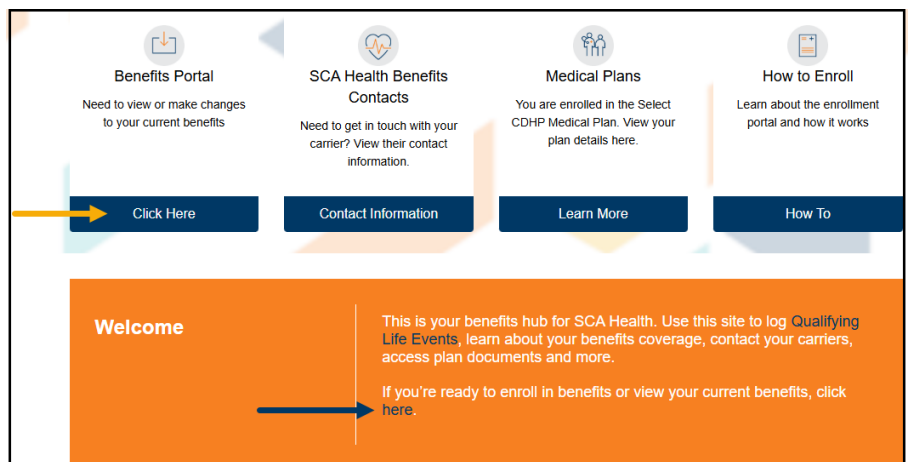 Benefits Portal
Need to view or make changes
to your current benefits
Click Here
SCA Health Benefits
Contacts
Need to get in touch with your
carrier? View their contact
information.
Contact Information
Medical Plans
You are enrolled in the Select
CDHP Medical Plan. View your
plan details here.
Learn More
How to Enroll
Learn about the enrollment
portal and how it works
How To
Welcome
This is your benefits hub for SCA Health. Use this site to log Qualifying
Life Events, learn about your benefits coverage, contact your carriers,
access plan documents and more.
If you're ready to enroll in benefits or view your current benefits, click
here.